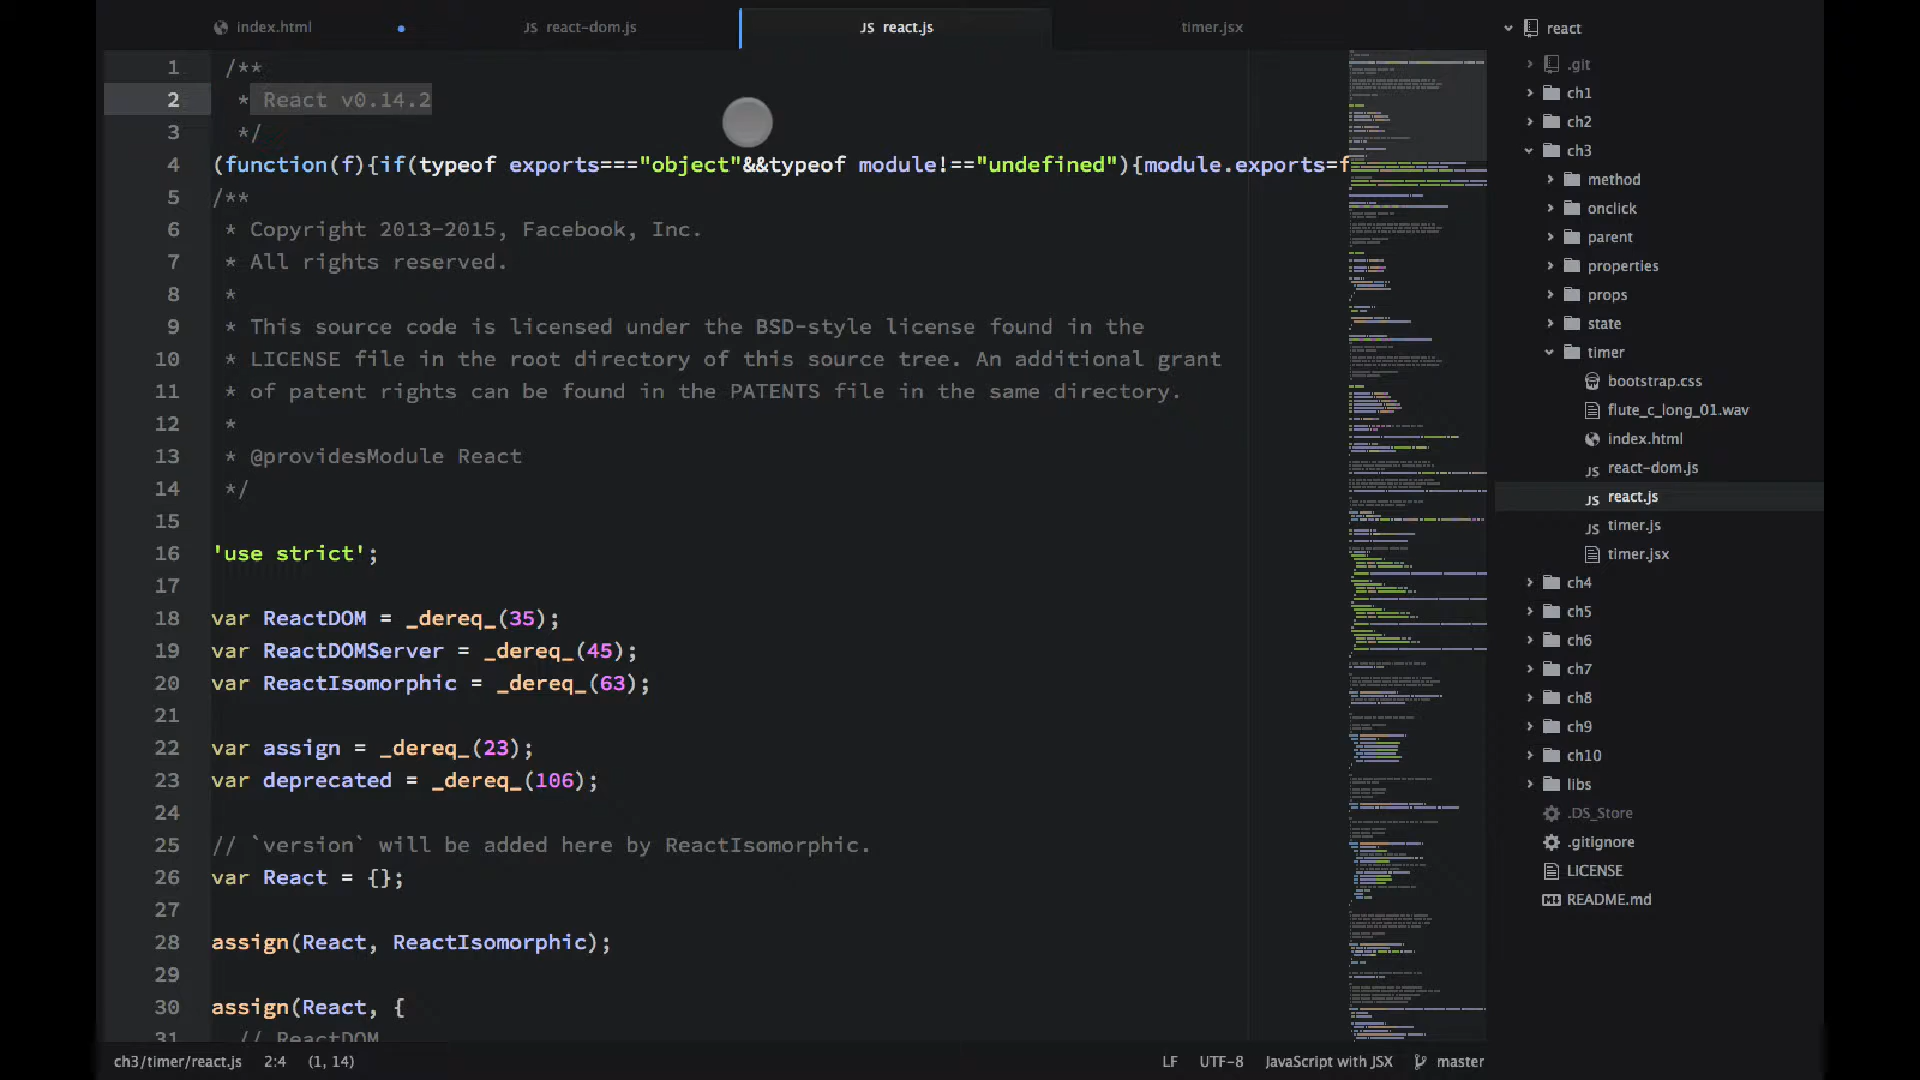 index.html
JS react-dom.js
JS react.js
timer.jsx
1 /**
2 * React v0.14.2
3 */
4 (function(f){if(typeof exports==="object"&&typeof module!=="undefined"){module.exports=f
5 /**
6 * Copyright 2013-2015, Facebook, Inc.
7 * All rights reserved.
8 *
9 * This source code is licensed under the BSD-style license found in the
10 * LICENSE file in the root directory of this source tree. An additional grant
11 * of patent rights can be found in the PATENTS file in the same directory.
12 *
13 * @providesModule React
14 */
15
16 'use strict';
17
18 var ReactDOM = _dereq_(35);
19 var ReactDOMServer = _dereq_(45);
20 var ReactIsomorphic = _dereq_(63);
21
22 var assign = _dereq_(23);
23 var deprecated = _dereq_(106);
24
25 // `version` will be added here by ReactIsomorphic.
26 var React = {};
27
28 assign(React, ReactIsomorphic);
29
30 assign(React, {
31 // ReactDOM
react
.git
ch1
ch2
ch3
method
onclick
parent
properties
props
state
timer
bootstrap.css
flute_c_long_01.wav
index.html
JS react-dom.js
JS react.js
JS timer.js
timer.jsx
ch4
ch5
ch6
ch7
ch8
ch9
ch10
libs
.DS_Store
.gitignore
LICENSE
README.md
ch3/timer/react.js 2:4 (1, 14)
LF UTF-8 JavaScript with JSX master